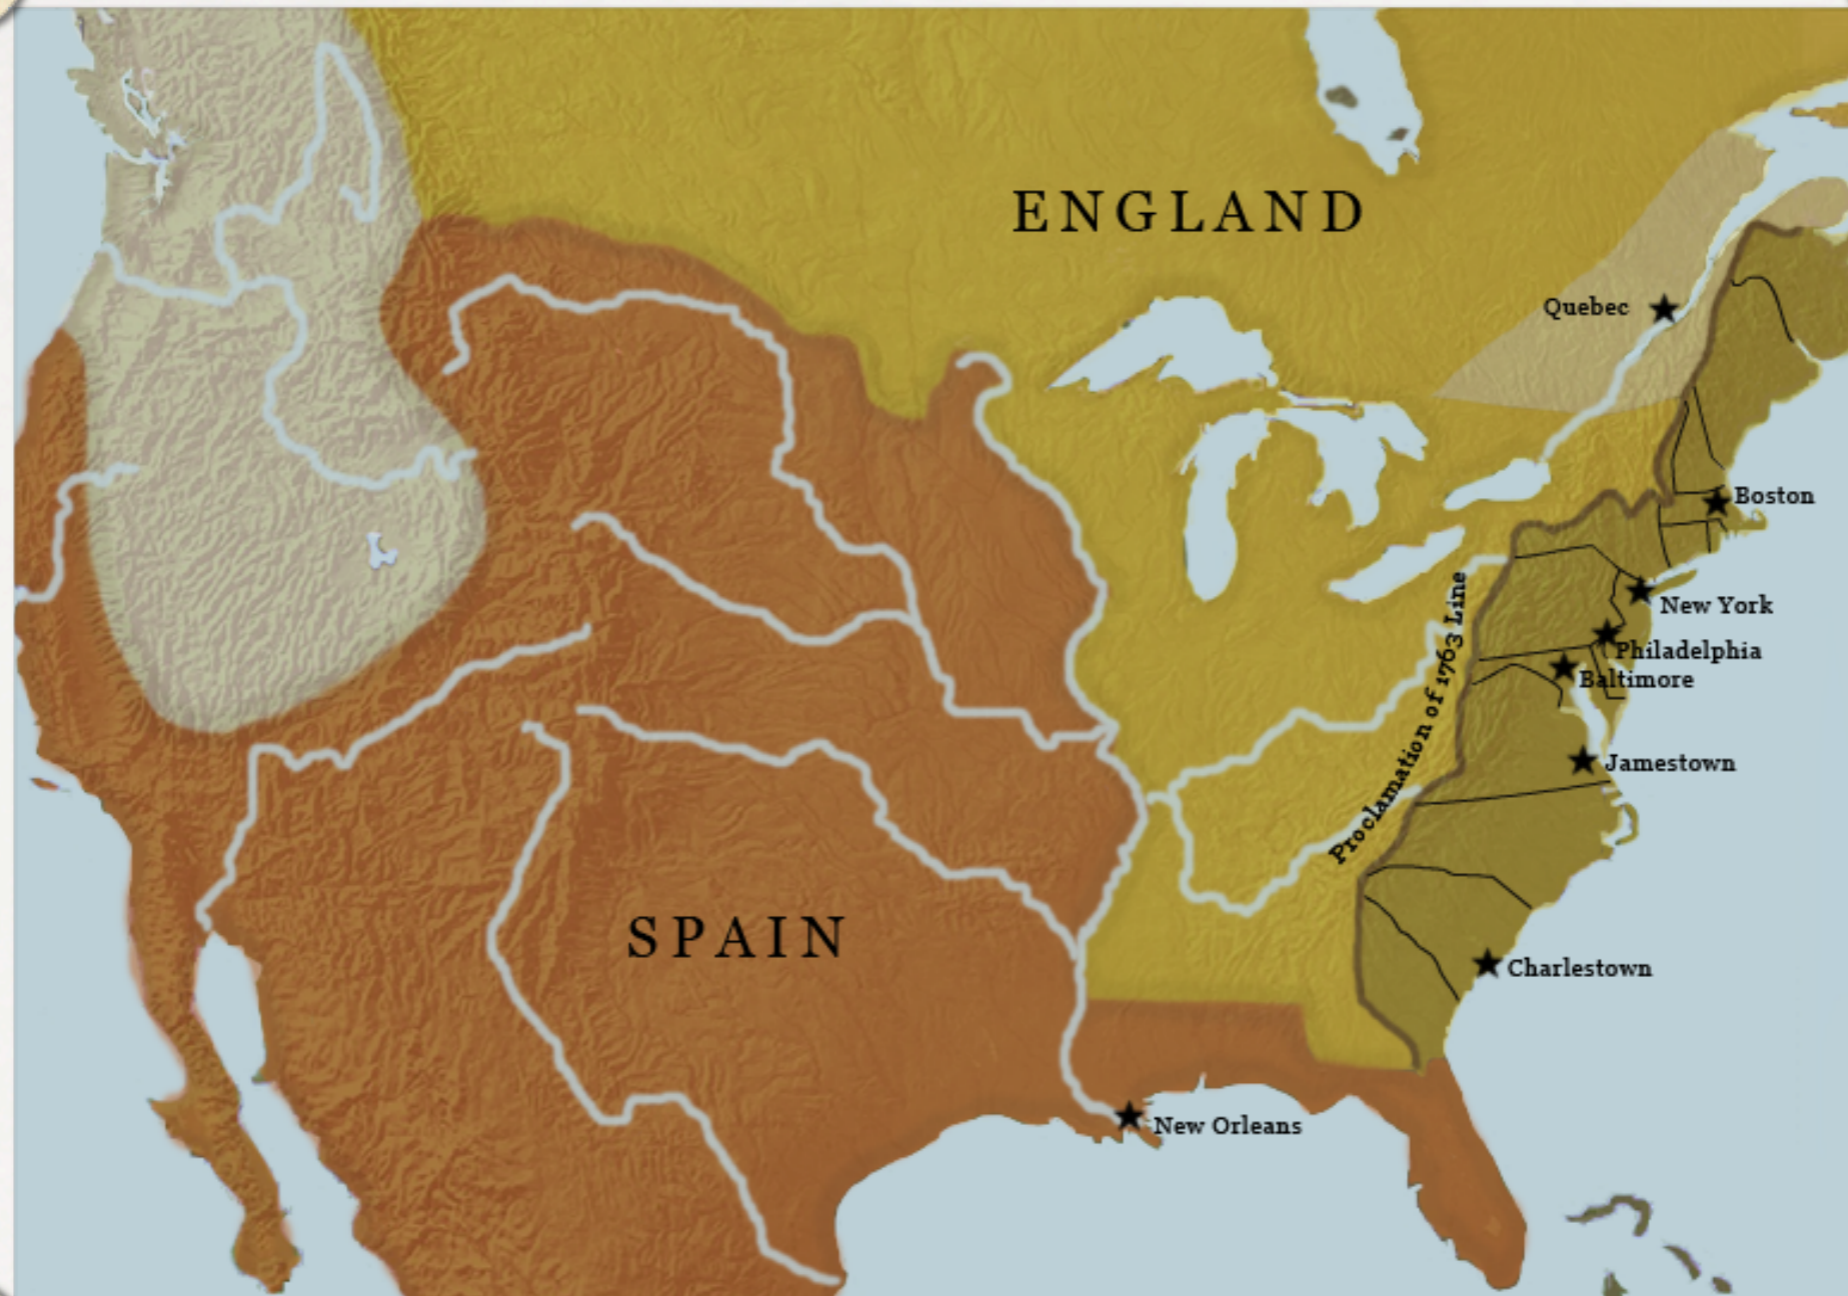 ENGLAND
Quebec
Boston
New York
Philadelphia
Baltimore
Proclamation of 1763 Line
Jamestown
SPAIN
Charlestown
New Orleans